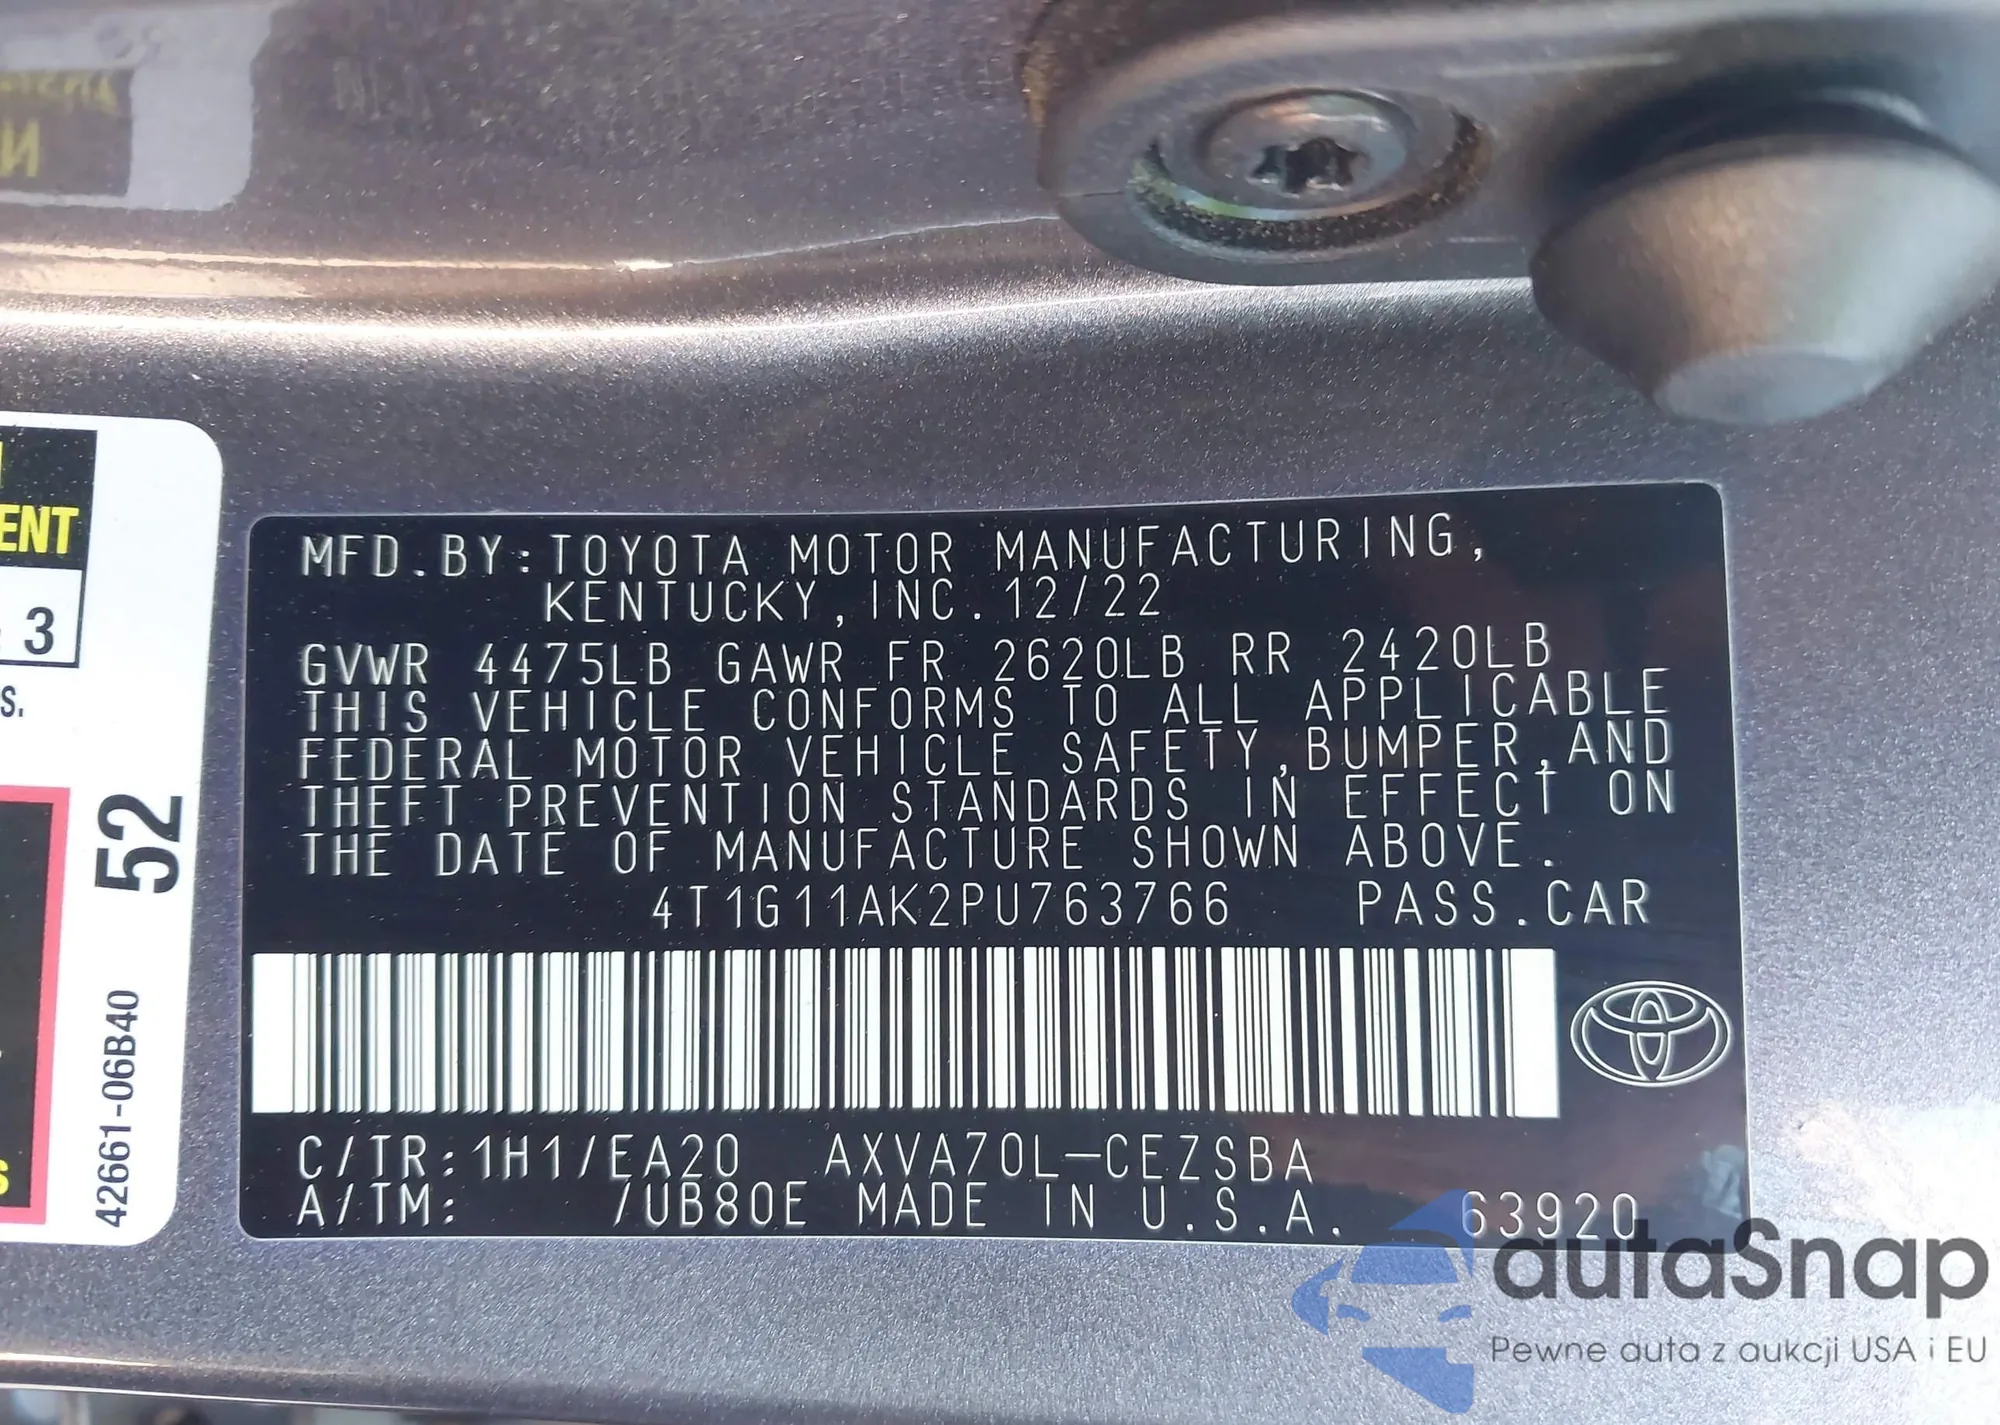 ENT
3
S.
52
42661-06B40
S
MFD.BY:TOYOTA MOTOR MANUFACTURING,
KENTUCKY,INC.12/22
GVWR 4475LB GAWR FR 2620LB RR 2420LB
THIS VEHICLE CONFORMS TO ALL APPLICABLE
FEDERAL MOTOR VEHICLE SAFETY,BUMPER,AND
THEFT PREVENTION STANDARDS IN EFFECT ON
THE DATE OF MANUFACTURE SHOWN ABOVE.
4T1G11AK2PU763766 PASS.CAR
C/TR:1H1/EA20 AXVA70L-CEZSBA
A/TM: /UB80E MADE IN U.S.A. 63920
autaSnap
Pewne auta z aukcji USA i EU